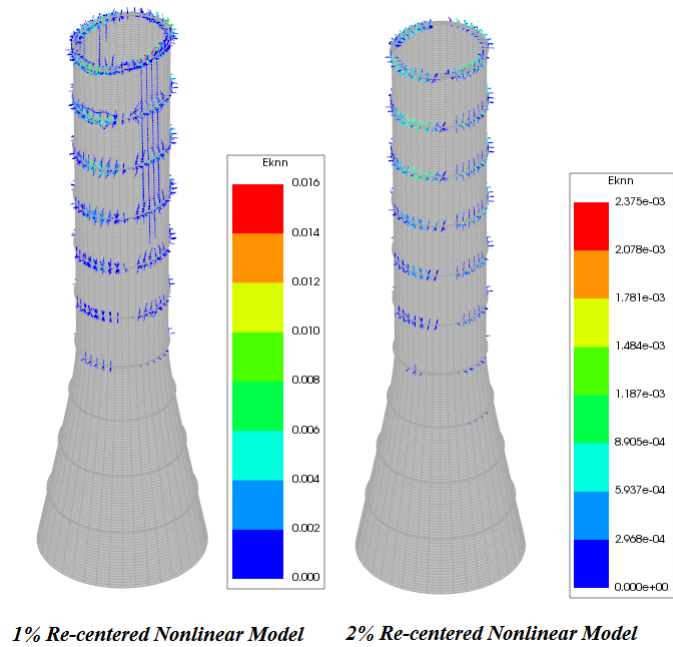 Eknn
0.016
0.014
0.012
0.010
0.008
0.006
0.004
0.002
0.000
Eknn
2.375e-03
2.078e-03
1.781e-03
1.484e-03
1.187e-03
8.905e-04
5.937e-04
2.968e-04
0.000e+00
1% Re-centered Nonlinear Model
2% Re-centered Nonlinear Model